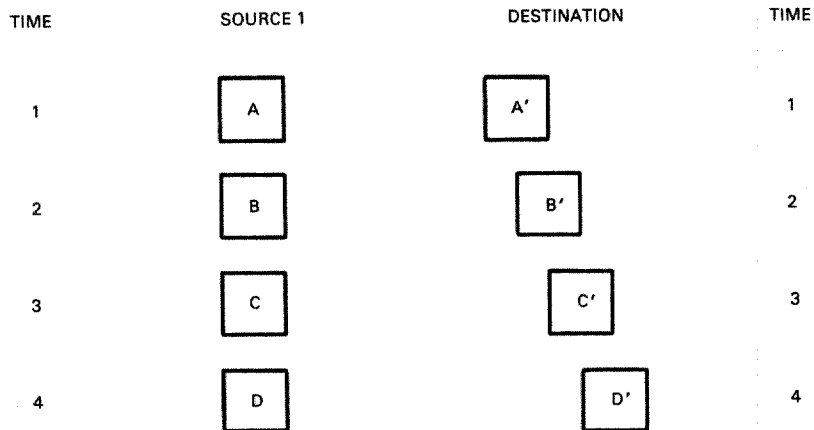 TIME SOURCE 1 DESTINATION TIME
1 A A′ 1
2 B B′ 2
3 C C′ 3
4 D D′ 4